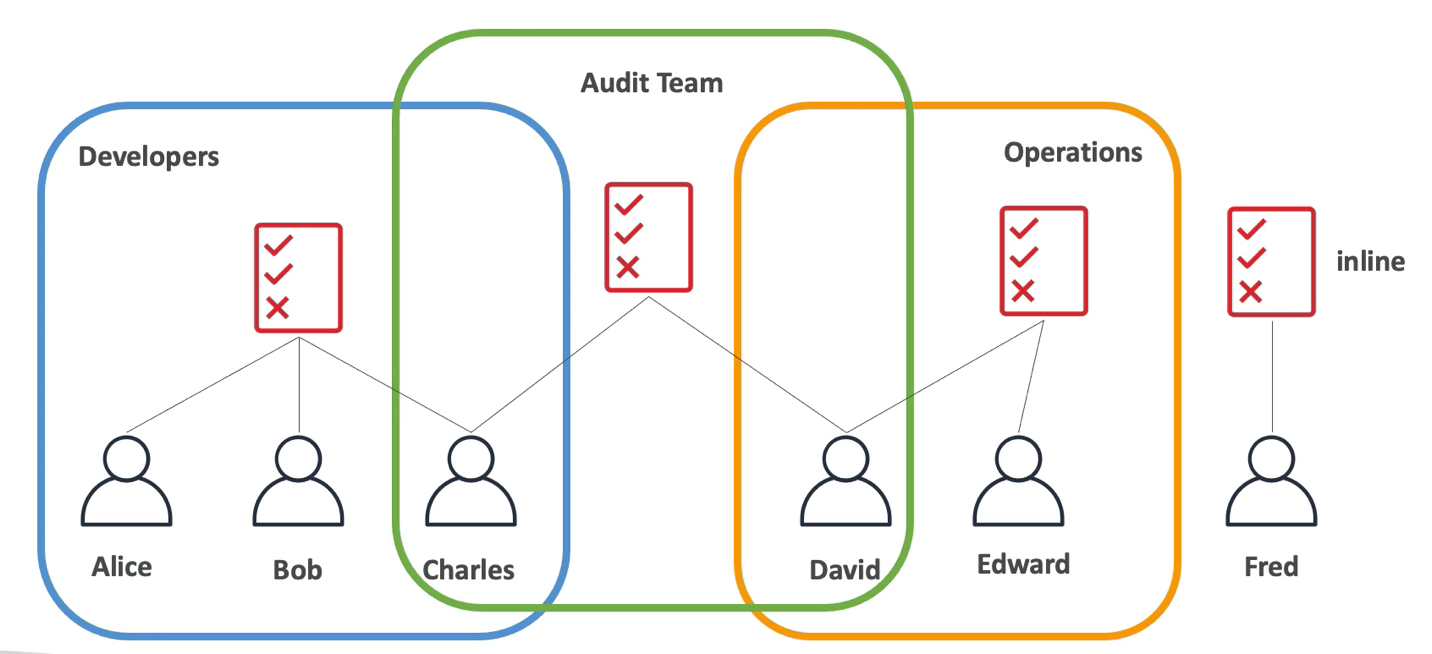 Audit Team
Developers
Operations
inline
Alice
Bob
Charles
David
Edward
Fred